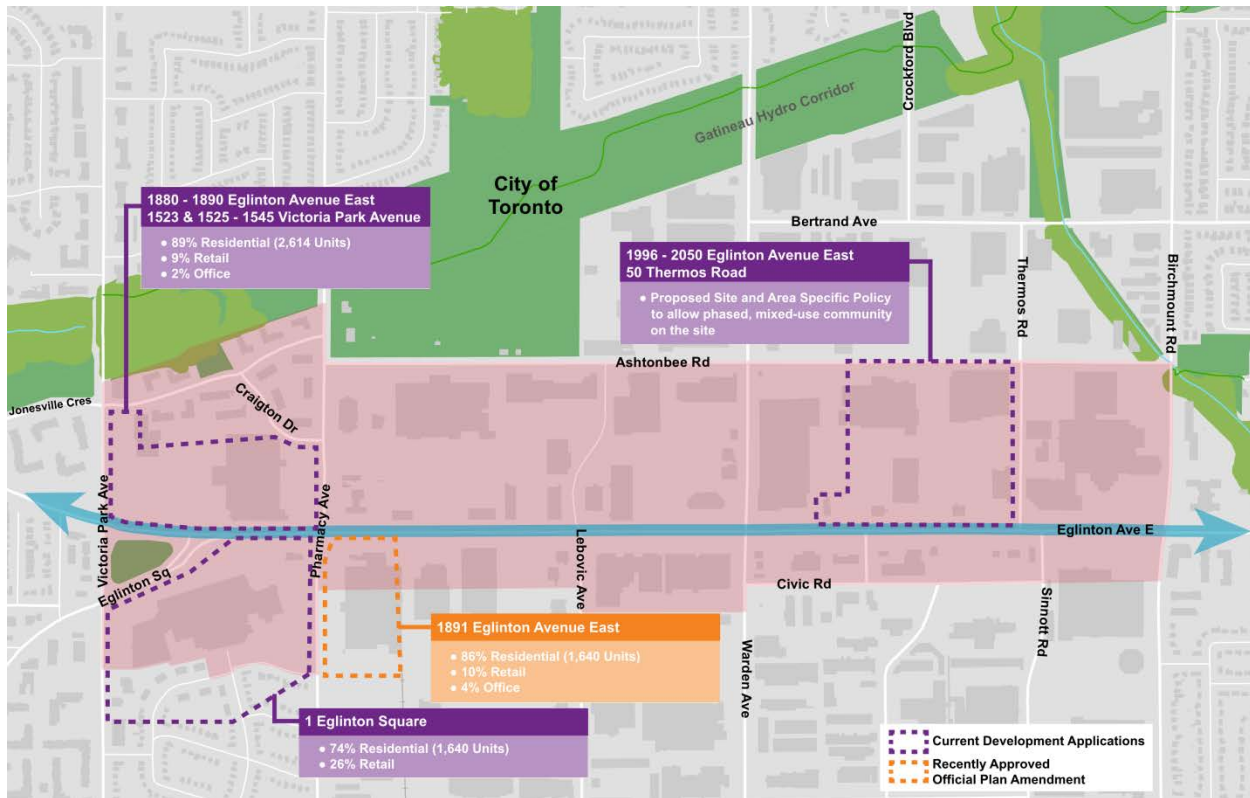 Crockford Blvd
Gatineau Hydro Corridor
City of
Toronto
1880 - 1890 Eglinton Avenue East
1523 & 1525 - 1545 Victoria Park Avenue
● 89% Residential (2,614 Units)
● 9% Retail
● 2% Office
Bertrand Ave
1996 - 2050 Eglinton Avenue East
50 Thermos Road
● Proposed Site and Area Specific Policy
to allow phased, mixed-use community
on the site
Thermos Rd
Birchmount Rd
Ashtonbee Rd
Jonesville Cres
Craigton Dr
Victoria Park Ave
Pharmacy Ave
Eglinton Ave E
Eglinton Sq
Lebovic Ave
Civic Rd
Warden Ave
Sinnott Rd
1891 Eglinton Avenue East
● 86% Residential (1,640 Units)
● 10% Retail
● 4% Office
1 Eglinton Square
● 74% Residential (1,640 Units)
● 26% Retail
Current Development Applications
Recently Approved
Official Plan Amendment